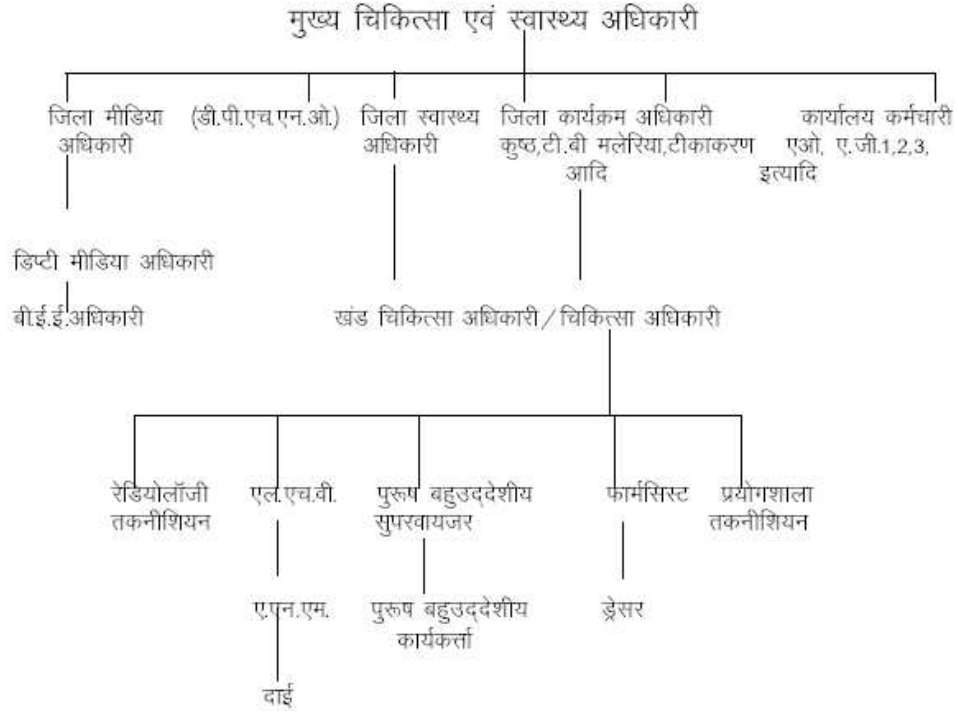 मुख्य चिकित्सा एवं स्वास्थ्य अधिकारी
जिला मीडिया (डी.पी.एच.एन.ओ.) जिला स्वास्थ्य जिला कार्यक्रम अधिकारी कार्यालय कर्मचारी
अधिकारी अधिकारी कुष्ठ,टी.बी मलेरिया,टीकाकरण एओ, ए.जी.1,2,3,
आदि इत्यादि
डिप्टी मीडिया अधिकारी
बी.ई.ई.अधिकारी खंड चिकित्सा अधिकारी/चिकित्सा अधिकारी
रेडियोलॉजी एल.एच.वी. पुरूष बहुउद्देशीय फार्मसिस्ट प्रयोगशाला
तकनीशियन सुपरवायजर तकनीशियन
ए.एन.एम. पुरूष बहुउद्देशीय ड्रेसर
कार्यकर्त्ता
दाई